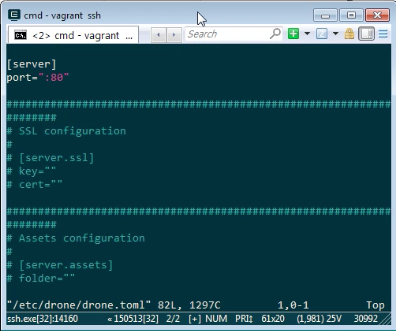 cmd - vagrant ssh
<2> cmd - vagrant ...
Search
[server]
port=":80"
#############################################################
########
# SSL configuration
#
# [server.ssl]
# key=""
# cert=""
#############################################################
########
# Assets configuration
#
# [server.assets]
# folder=""
"/etc/drone/drone.toml" 82L, 1297C 1,0-1 Top
ssh.exe[32]:14160 « 150513[32] 2/2 [+] NUM PRI‡ 61x20 (1,981) 25V 30992